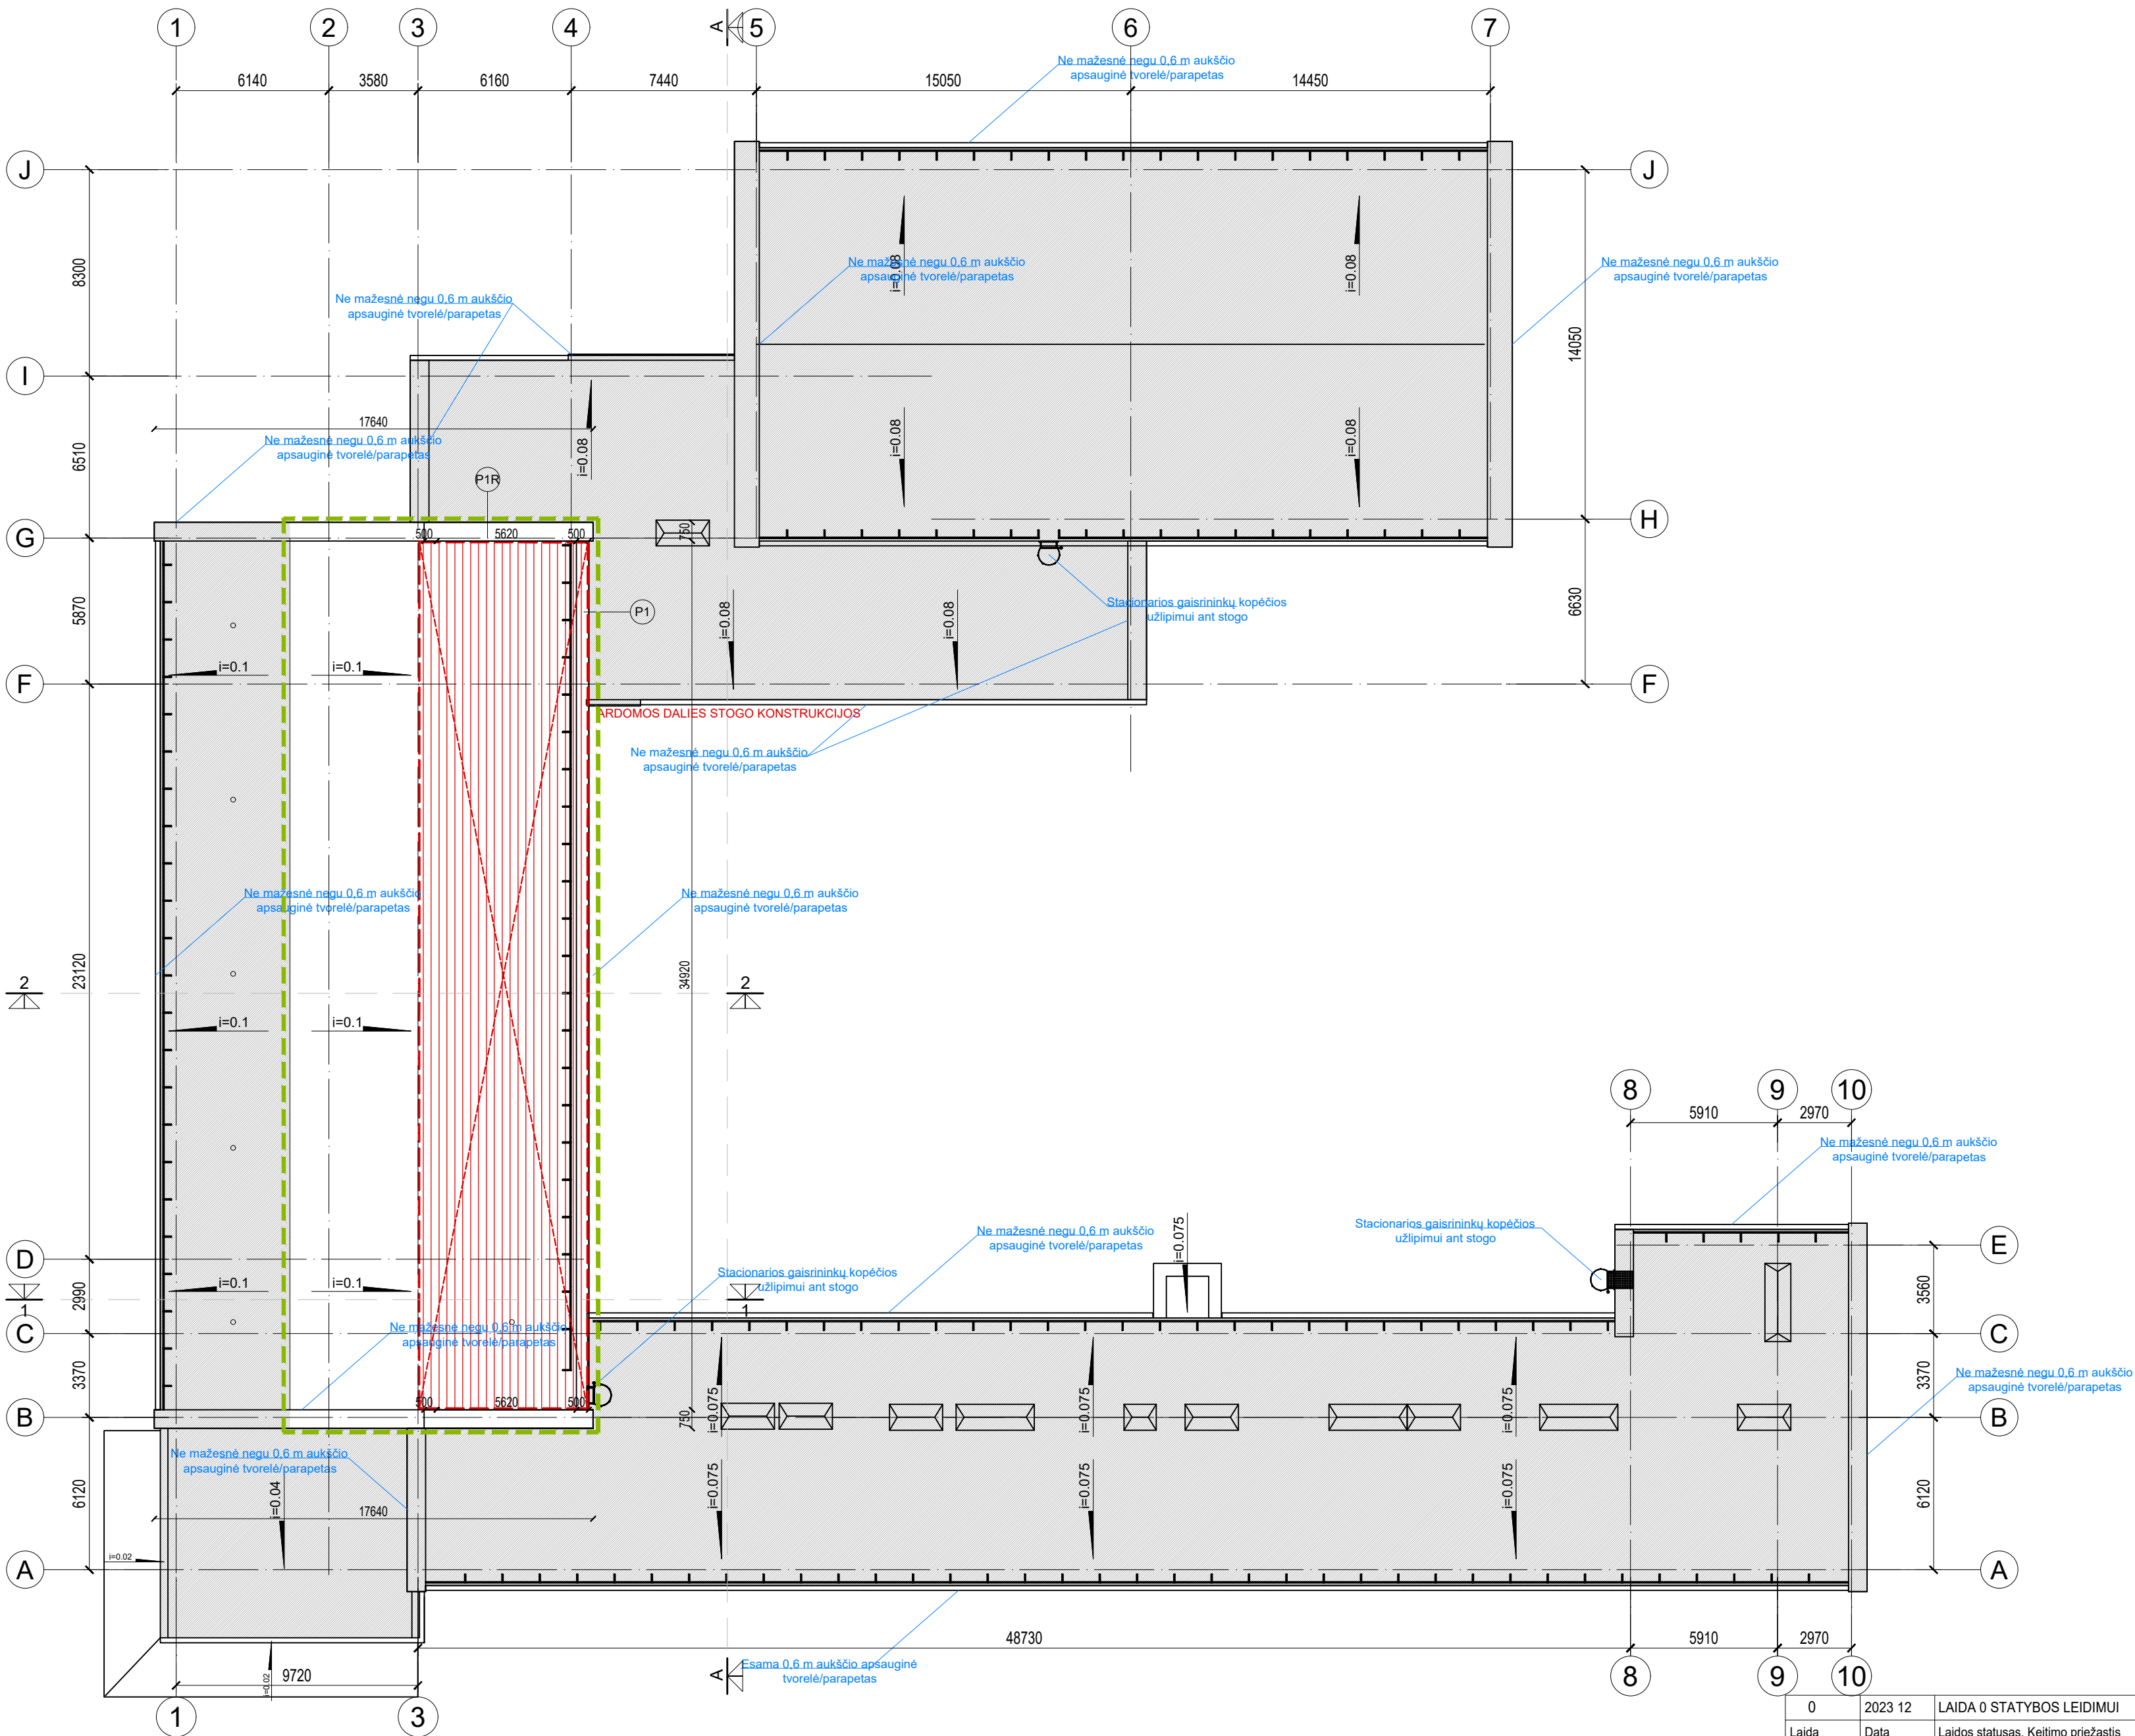 1 2 3 4 A 5 6 7
6140 3580 6160 7440 15050 14450
Ne mažesnė negu 0,6 m aukščio
apsauginė tvorelė/parapetas
J J
8300
i=0.08 i=0.08
Ne mažesnė negu 0,6 m aukščio
apsauginė tvorelė/parapetas
Ne mažesnė negu 0,6 m aukščio
apsauginė tvorelė/parapetas
Ne mažesnė negu 0,6 m aukščio
apsauginė tvorelė/parapetas
14050
I
17640
6510
Ne mažesnė negu 0,6 m aukščio
apsauginė tvorelė/parapetas
i=0.08 i=0.08 i=0.08
P1R
G H
500 5620 500 750
5870
P1
Stacionarios gaisrininkų kopėčios
užlipimui ant stogo
i=0.08 i=0.08
6630
i=0.1 i=0.1
F F
ARDOMOS DALIES STOGO KONSTRUKCIJOS
Ne mažesnė negu 0,6 m aukščio
apsauginė tvorelė/parapetas
Ne mažesnė negu 0,6 m aukščio
apsauginė tvorelė/parapetas
Ne mažesnė negu 0,6 m aukščio
apsauginė tvorelė/parapetas
23120
34920
2 2
i=0.1 i=0.1
8 9 10
5910 2970
Ne mažesnė negu 0,6 m aukščio
apsauginė tvorelė/parapetas
Stacionarios gaisrininkų kopėčios
užlipimui ant stogo
Ne mažesnė negu 0,6 m aukščio
apsauginė tvorelė/parapetas
i=0.075
D E
Stacionarios gaisrininkų kopėčios
užlipimui ant stogo
i=0.1 i=0.1
2990 3560
1 1
C C
Ne mažesnė negu 0,6 m aukščio
apsauginė tvorelė/parapetas
3370 3370
Ne mažesnė negu 0,6 m aukščio
apsauginė tvorelė/parapetas
500 5620 500 750
i=0.075 i=0.075 i=0.075
B B
Ne mažesnė negu 0,6 m aukščio
apsauginė tvorelė/parapetas
6120 6120
i=0.04
i=0.075 i=0.075 i=0.075
17640
i=0.02
A A
48730 5910 2970
i=0.02
9720
A
Esama 0,6 m aukščio apsauginė
tvorelė/parapetas
1 3 8 9 10
0 2023 12 LAIDA 0 STATYBOS LEIDIMUI
Laida Data Laidos statusas. Keitimo priežastis